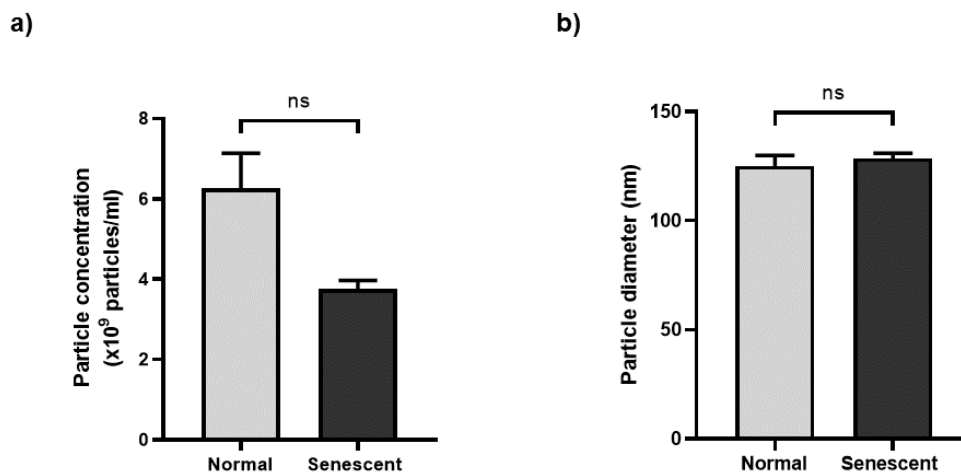 a)
ns
8
6
4
2
0
Particle concentration
(x10⁹ particles/ml)
Normal Senescent
b)
ns
150
100
50
0
Particle diameter (nm)
Normal Senescent